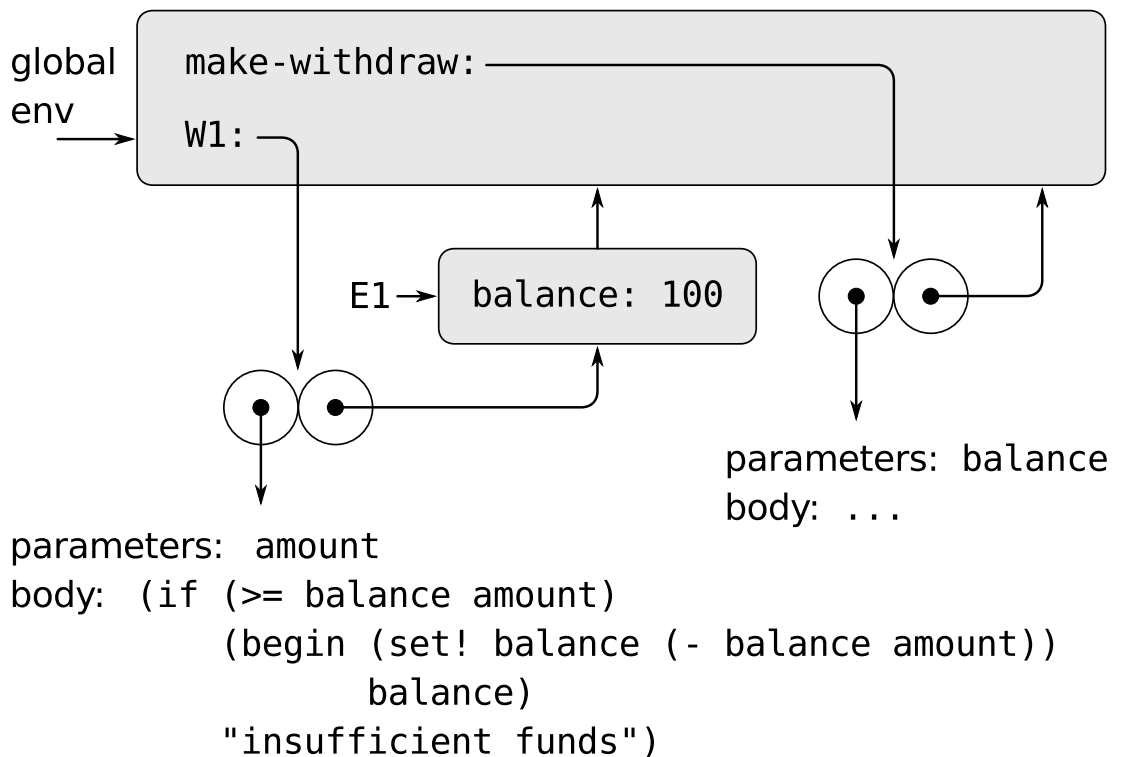 global
env
make-withdraw:
W1:
E1
balance: 100
parameters: balance
body: ...
parameters: amount
body: (if (>= balance amount)
(begin (set! balance (- balance amount))
balance)
"insufficient funds")